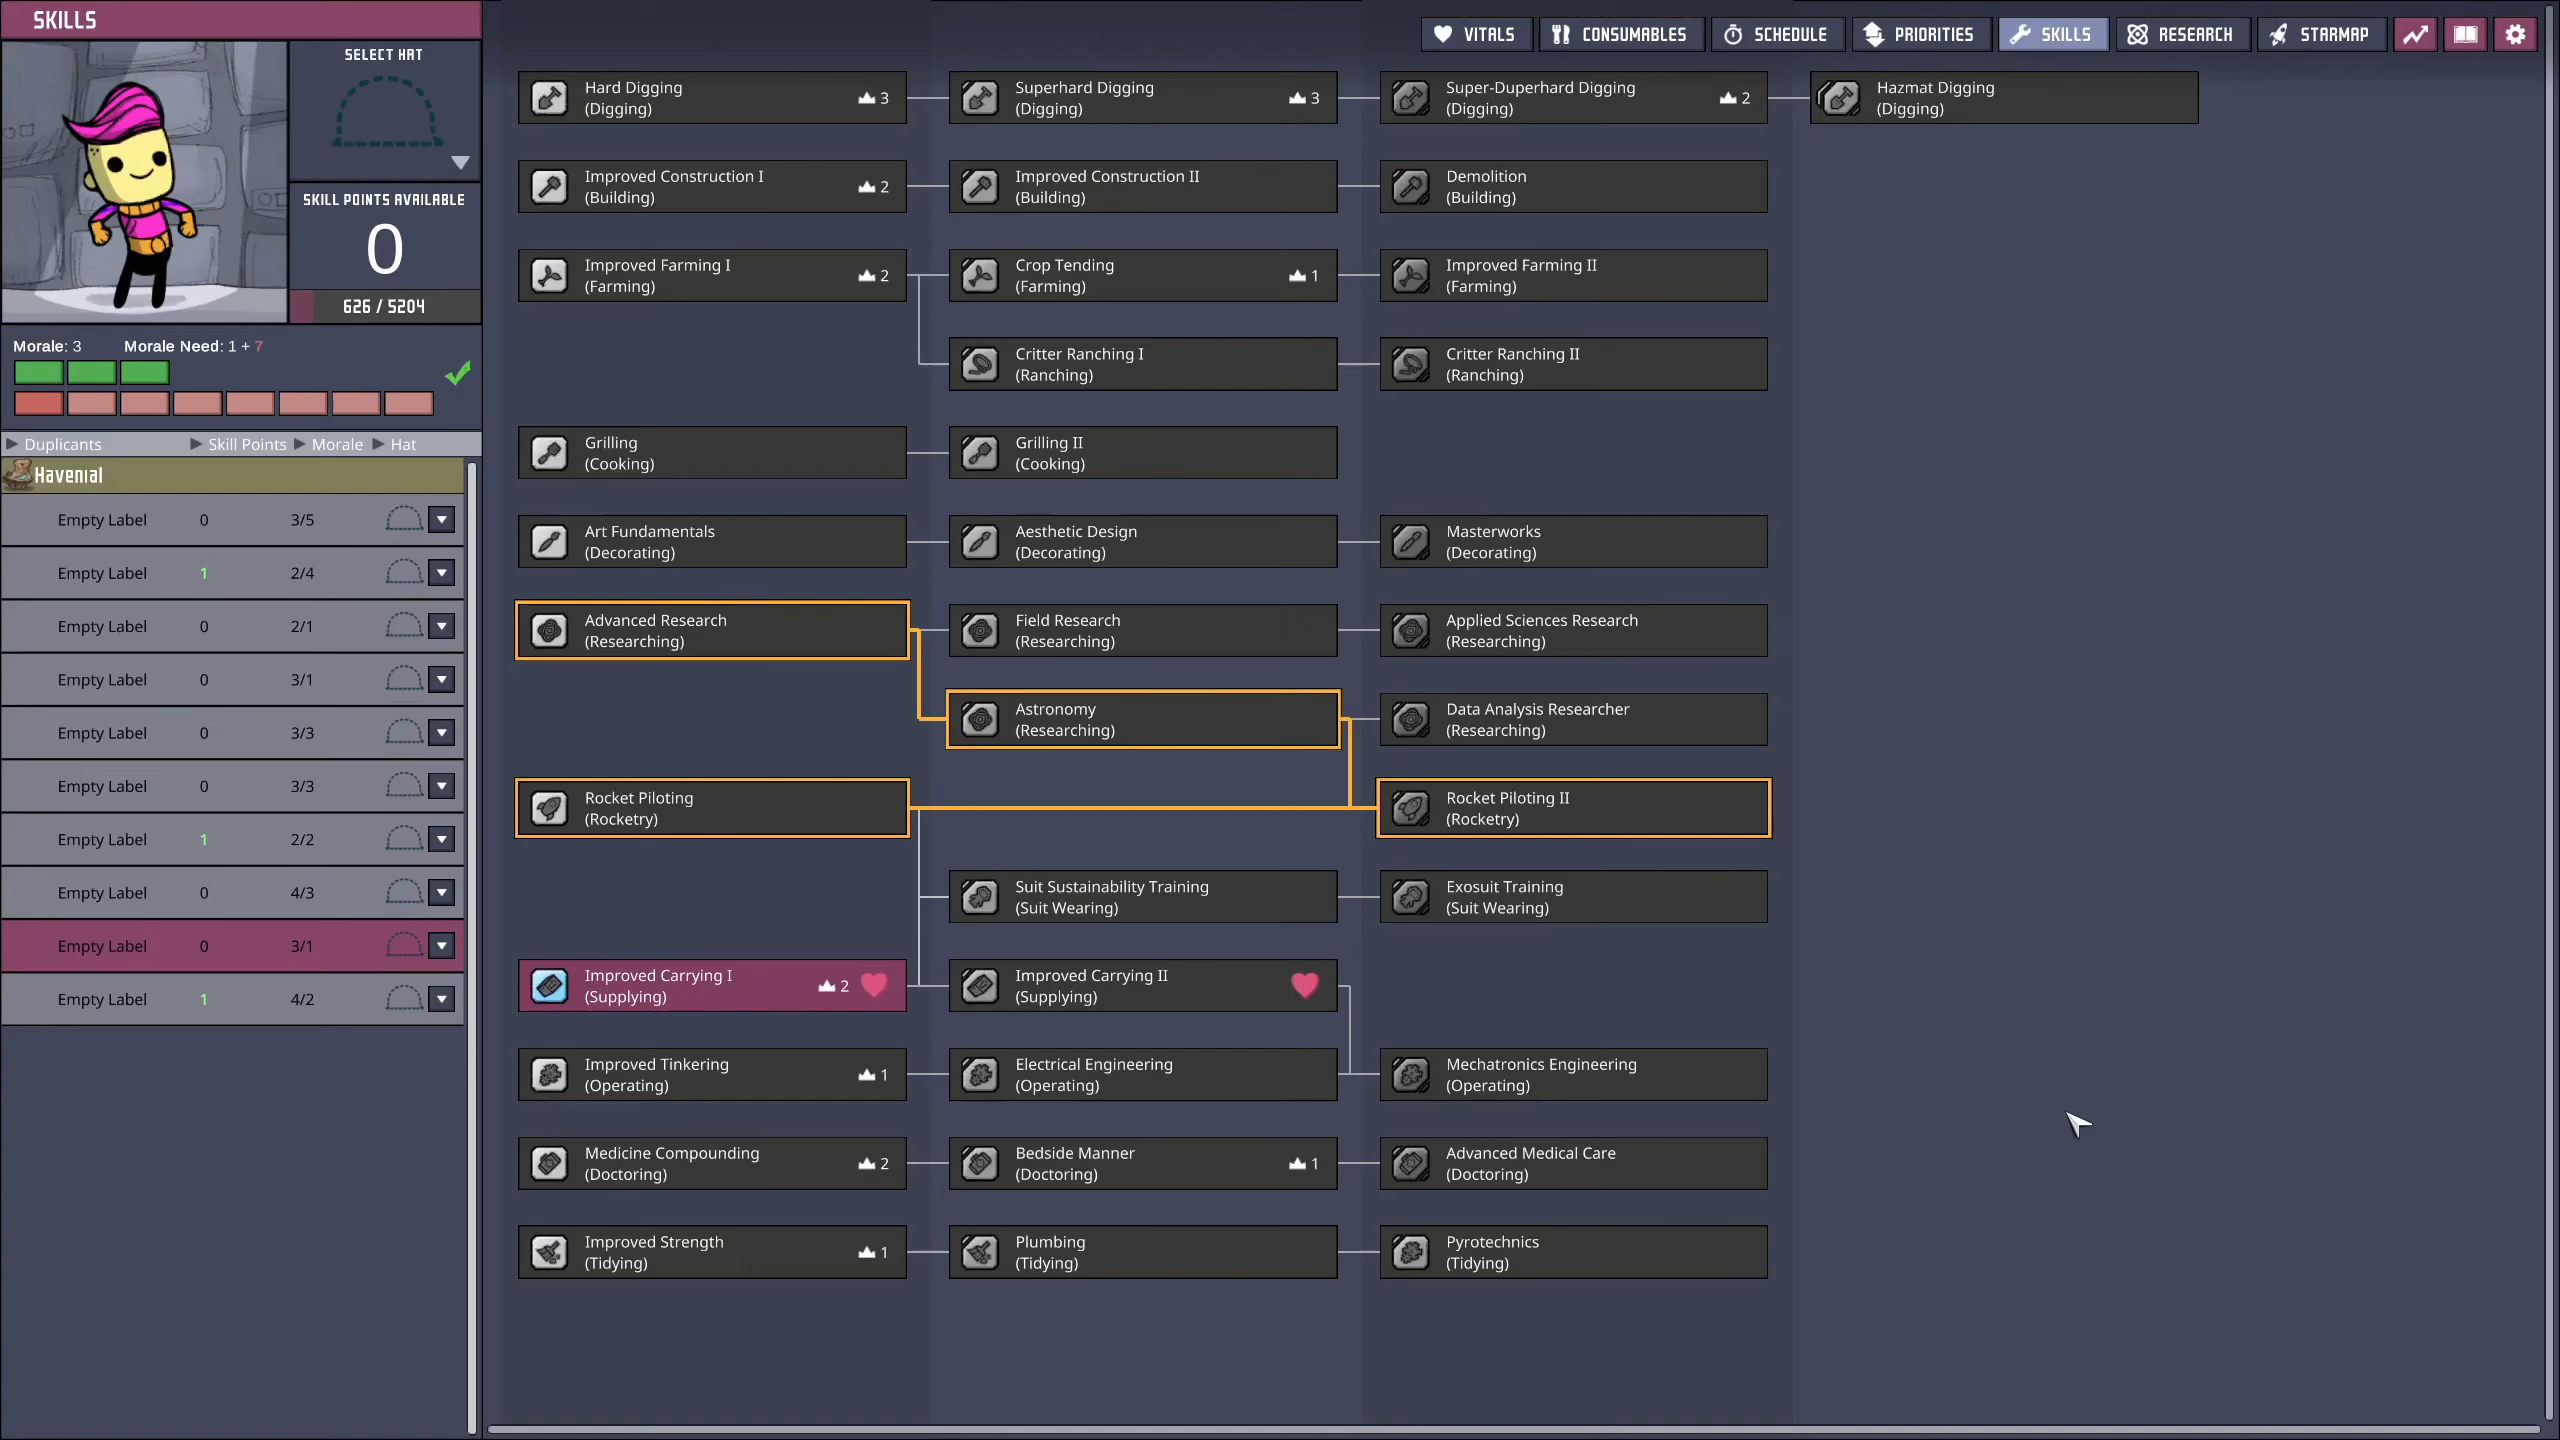 SKILLS
SELECT HAT
SKILL POINTS AVAILABLE
0
626 / 5204
Morale: 3 Morale Need: 1 + 7
Duplicants Skill Points Morale Hat
Havenial
Empty Label 0 3/5
Empty Label 1 2/4
Empty Label 0 2/1
Empty Label 0 3/1
Empty Label 0 3/3
Empty Label 0 3/3
Empty Label 1 2/2
Empty Label 0 4/3
Empty Label 0 3/1
Empty Label 1 4/2
VITALS CONSUMABLES SCHEDULE PRIORITIES SKILLS RESEARCH STARMAP
Hard Digging
(Digging)
3
Superhard Digging
(Digging)
3
Super-Duperhard Digging
(Digging)
2
Hazmat Digging
(Digging)
Improved Construction I
(Building)
2
Improved Construction II
(Building)
Demolition
(Building)
Improved Farming I
(Farming)
2
Crop Tending
(Farming)
1
Improved Farming II
(Farming)
Critter Ranching I
(Ranching)
Critter Ranching II
(Ranching)
Grilling
(Cooking)
Grilling II
(Cooking)
Art Fundamentals
(Decorating)
Aesthetic Design
(Decorating)
Masterworks
(Decorating)
Advanced Research
(Researching)
Field Research
(Researching)
Applied Sciences Research
(Researching)
Astronomy
(Researching)
Data Analysis Researcher
(Researching)
Rocket Piloting
(Rocketry)
Rocket Piloting II
(Rocketry)
Suit Sustainability Training
(Suit Wearing)
Exosuit Training
(Suit Wearing)
Improved Carrying I
(Supplying)
2
Improved Carrying II
(Supplying)
Improved Tinkering
(Operating)
1
Electrical Engineering
(Operating)
Mechatronics Engineering
(Operating)
Medicine Compounding
(Doctoring)
2
Bedside Manner
(Doctoring)
1
Advanced Medical Care
(Doctoring)
Improved Strength
(Tidying)
1
Plumbing
(Tidying)
Pyrotechnics
(Tidying)